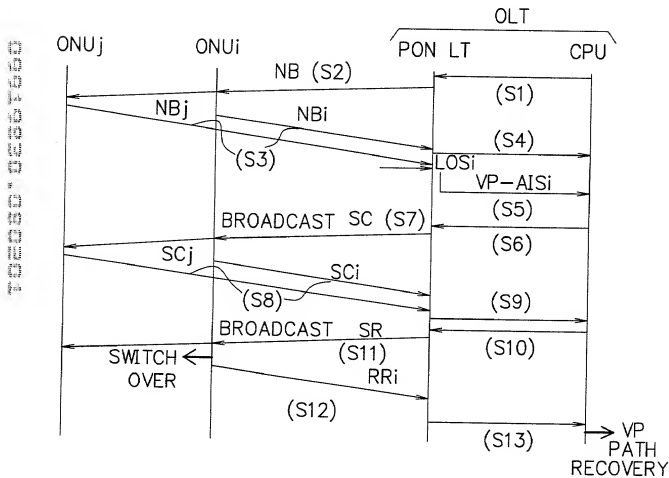 OLT
ONUj ONUi PON LT CPU
NB (S2)
(S1)
NBj NBi
(S4)
(S3)
LOSi
VP-AISi
(S5)
BROADCAST SC (S7)
(S6)
SCj SCi
(S8)
(S9)
BROADCAST SR
(S10)
(S11)
SWITCH OVER
RRi
(S12)
(S13)
VP
PATH
RECOVERY